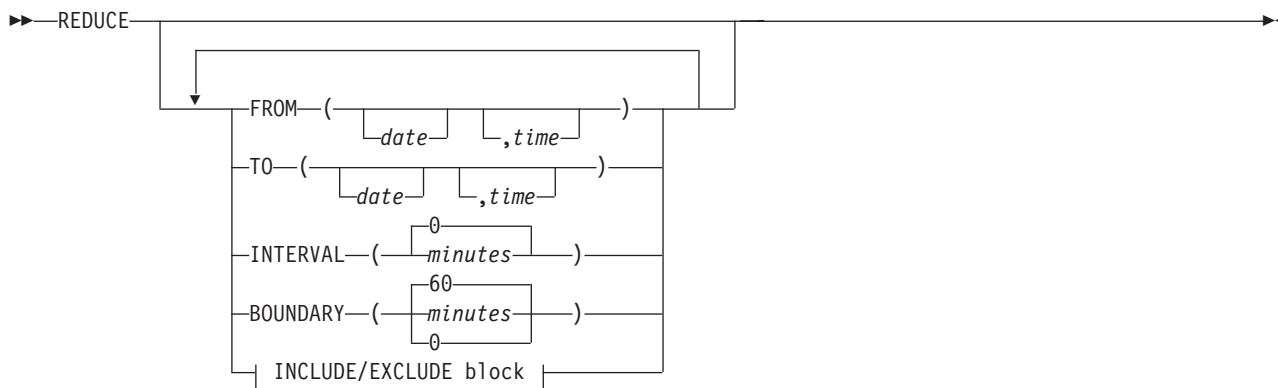 REDUCE
FROM ( date ,time )
TO ( date ,time )
0
INTERVAL ( minutes )
60
BOUNDARY ( minutes )
0
INCLUDE/EXCLUDE block